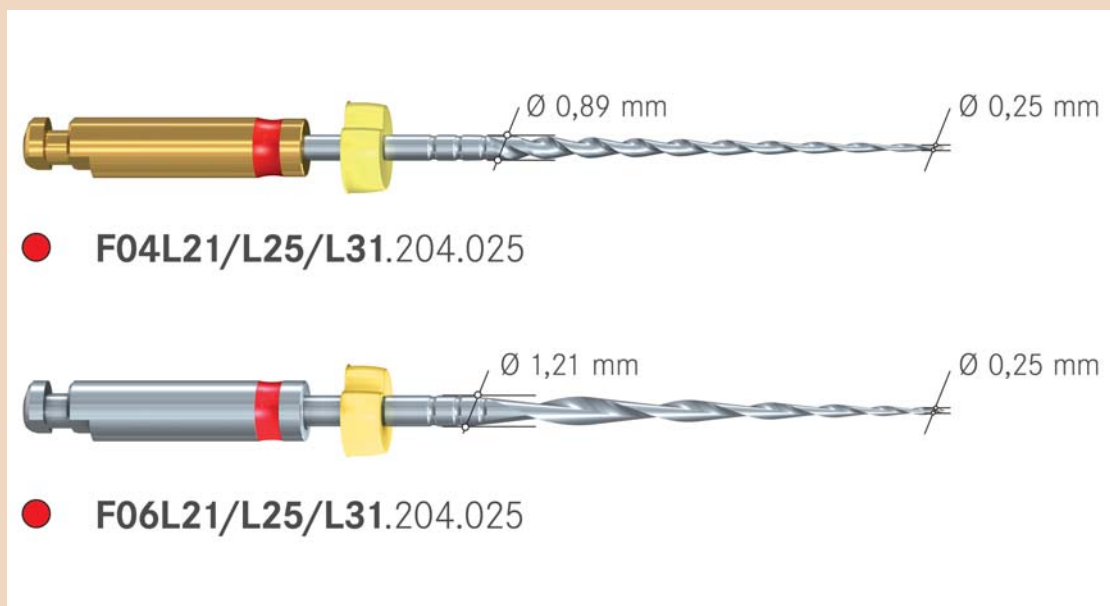 Ø 0,89 mm
Ø 0,25 mm
F04L21/L25/L31.204.025
Ø 1,21 mm
Ø 0,25 mm
F06L21/L25/L31.204.025